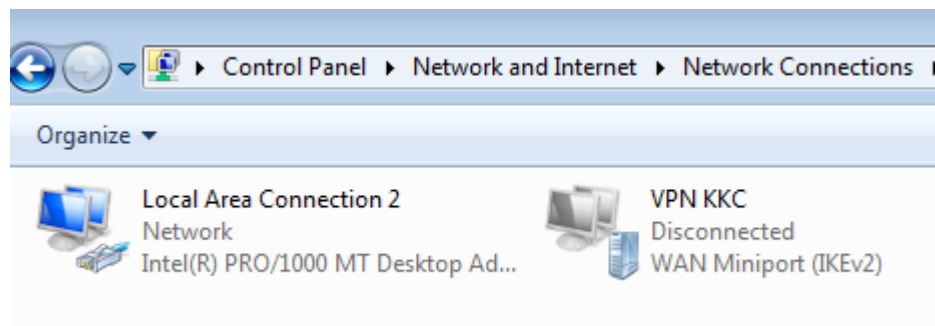 Control Panel Network and Internet Network Connections
Organize
Local Area Connection 2
Network
Intel(R) PRO/1000 MT Desktop Ad...
VPN KKC
Disconnected
WAN Miniport (IKEv2)